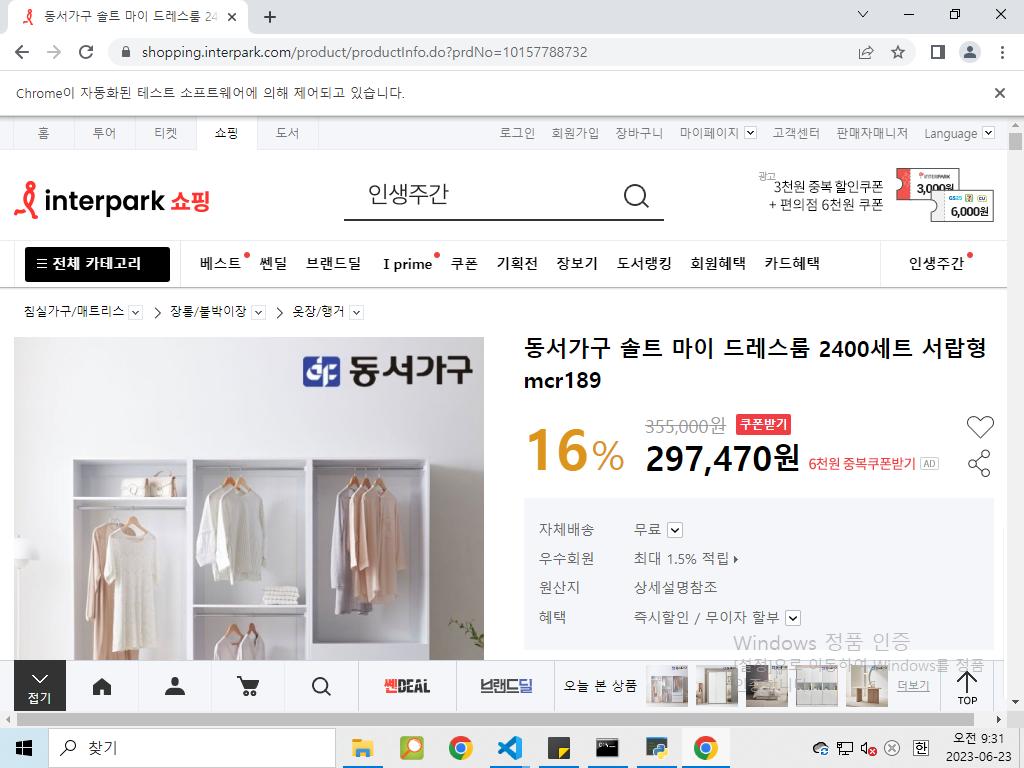 동서가구 솔트 마이 드레스룸 24
shopping.interpark.com/product/productInfo.do?prdNo=10157788732
Chrome이 자동화된 테스트 소프트웨어에 의해 제어되고 있습니다.
홈 투어 티켓 쇼핑 도서 로그인 회원가입 장바구니 마이페이지 고객센터 판매자매니저 Language
interpark 쇼핑
인생주간
광고
3천원 중복 할인쿠폰
+ 편의점 6천원 쿠폰
INTERPARK
3,000원
GS25 CU
6,000원
전체 카테고리 베스트 쎈딜 브랜드딜 I prime 쿠폰 기획전 장보기 도서랭킹 회원혜택 카드혜택 인생주간
침실가구/매트리스 장롱/붙박이장 옷장/행거
동서가구
동서가구 솔트 마이 드레스룸 2400세트 서랍형
mcr189
355,000원 쿠폰받기
16% 297,470원 6천원 중복쿠폰받기 AD
자체배송 무료
우수회원 최대 1.5% 적립
원산지 상세설명참조
혜택 즉시할인 / 무이자 할부
Windows 정품 인증
[설정]으로 이동하여 Windows를 정품
접기 쎈DEAL 브랜드딜 오늘 본 상품 더보기 TOP
찾기
한
오전 9:31
2023-06-23